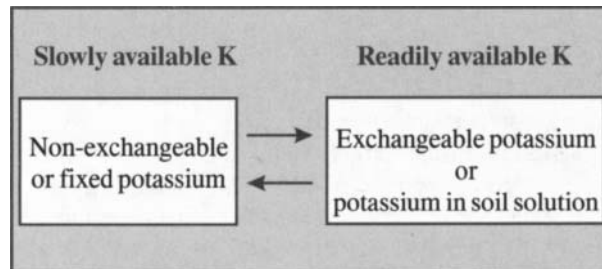 Slowly available K
Readily available K
Non-exchangeable
or fixed potassium
Exchangeable potassium
or
potassium in soil solution